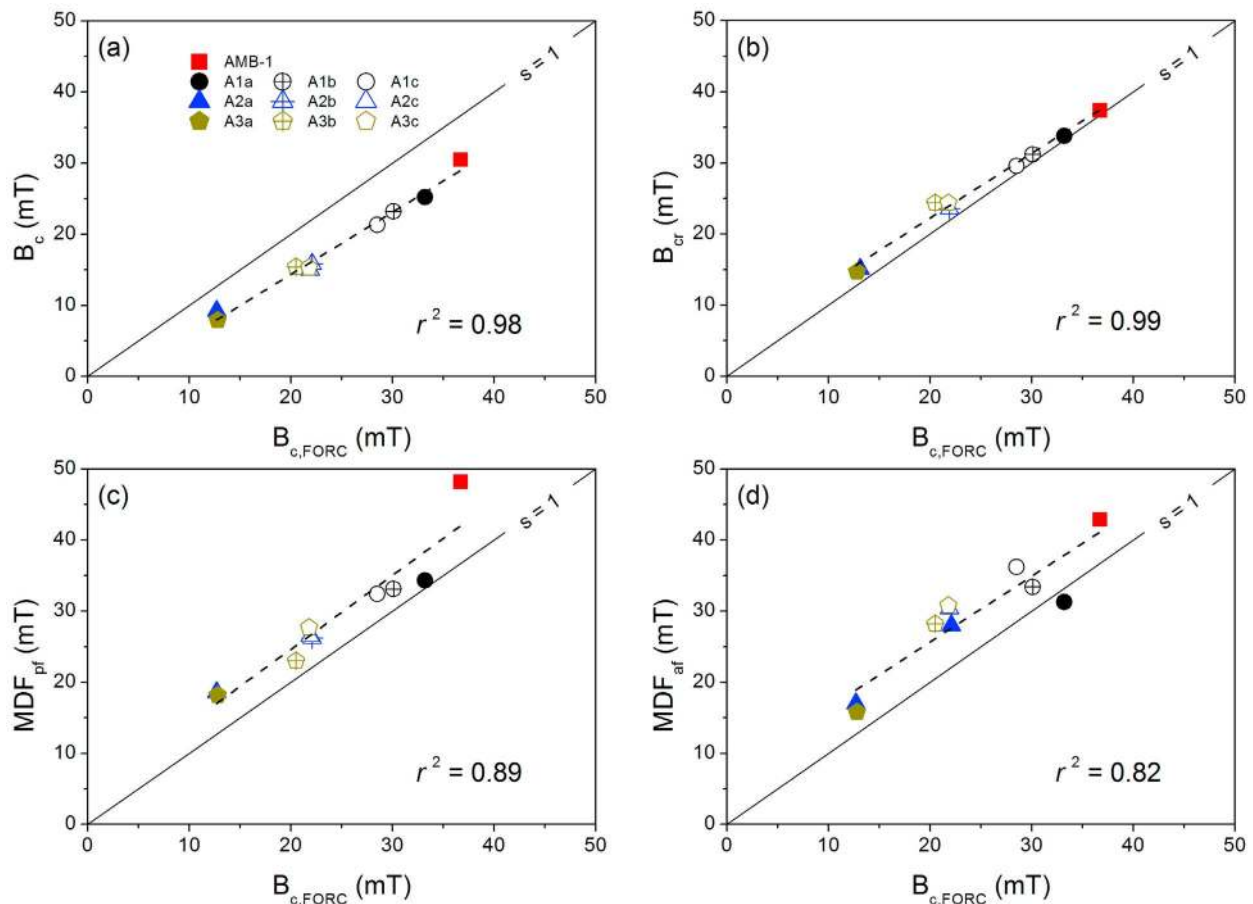 (a)
AMB-1
A1a A1b A1c
A2a A2b A2c
A3a A3b A3c
s = 1
r² = 0.98
50
40
30
20
10
0
B_c (mT)
0 10 20 30 40 50
B_c,FORC (mT)
(b)
s = 1
r² = 0.99
50
40
30
20
10
0
B_cr (mT)
0 10 20 30 40 50
B_c,FORC (mT)
(c)
s = 1
r² = 0.89
50
40
30
20
10
0
MDF_pf (mT)
0 10 20 30 40 50
B_c,FORC (mT)
(d)
s = 1
r² = 0.82
50
40
30
20
10
0
MDF_af (mT)
0 10 20 30 40 50
B_c,FORC (mT)